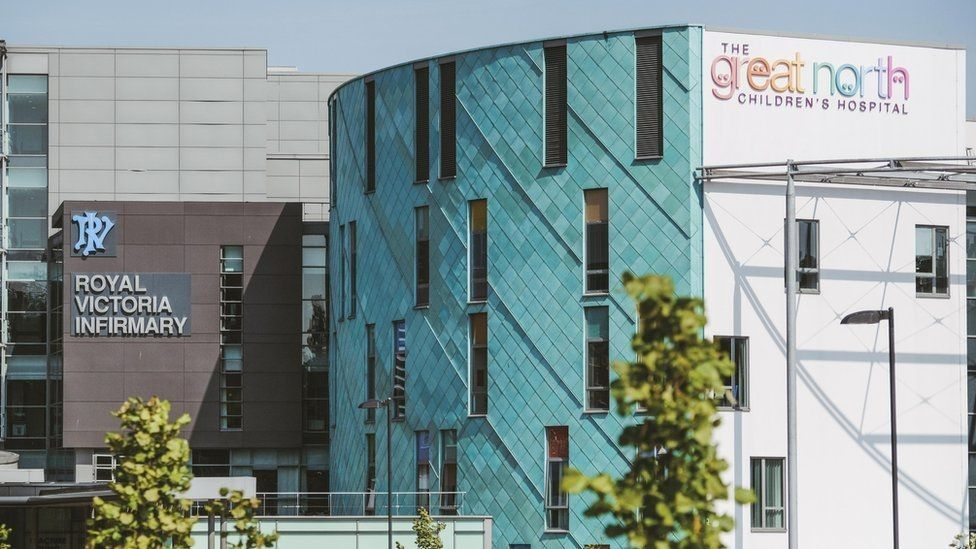 RVI
ROYAL
VICTORIA
INFIRMARY
THE
great north
CHILDREN'S HOSPITAL